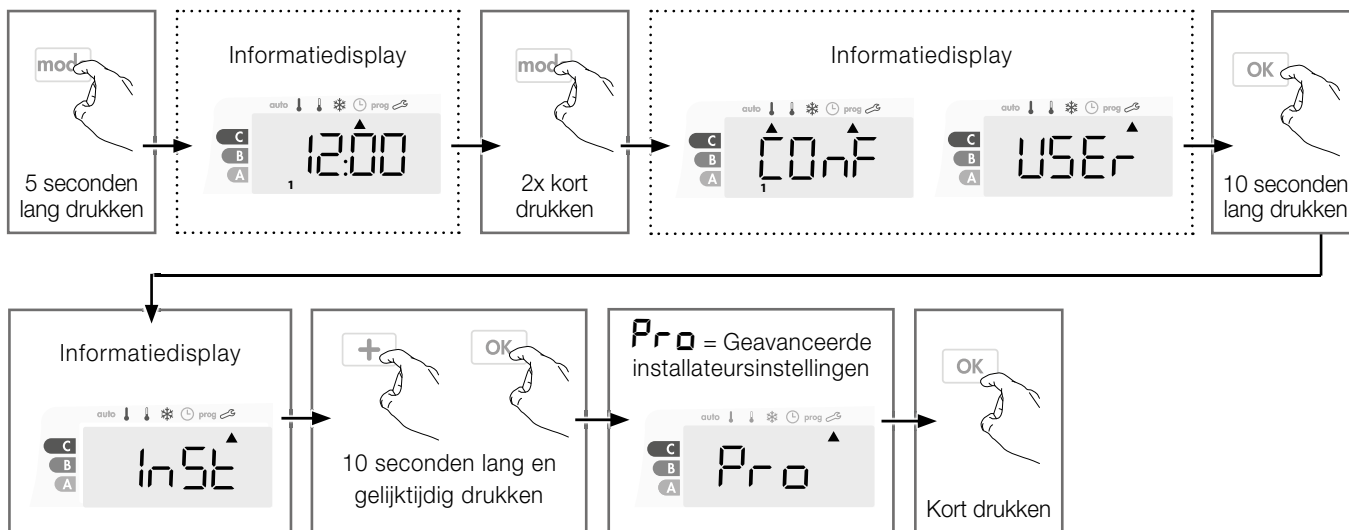 mod
5 seconden
lang drukken
Informatiedisplay
auto prog
C
B
A
12:00
1
mod
2x kort
drukken
Informatiedisplay
auto prog
C
B
A
COnF
1
auto prog
C
B
A
USEr
OK
10 seconden
lang drukken
Informatiedisplay
auto prog
C
B
A
InSt
+ OK
10 seconden lang en
gelijktijdig drukken
Pro = Geavanceerde
installateursinstellingen
auto prog
C
B
A
Pro
OK
Kort drukken